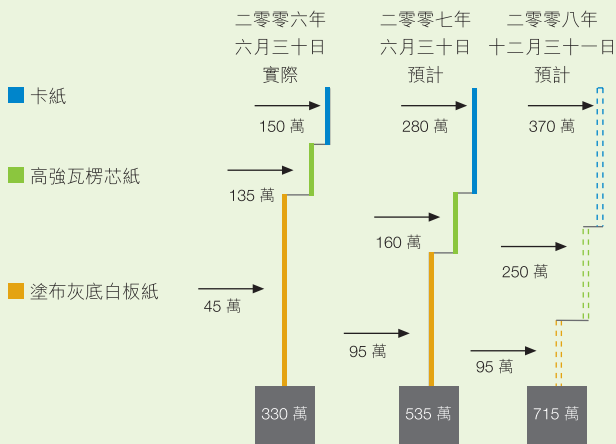 二零零六年
六月三十日
實際
二零零七年
六月三十日
預計
二零零八年
十二月三十一日
預計
卡紙
150 萬
280 萬
370 萬
高強瓦楞芯紙
135 萬
160 萬
250 萬
塗布灰底白板紙
45 萬
95 萬
95 萬
330 萬
535 萬
715 萬